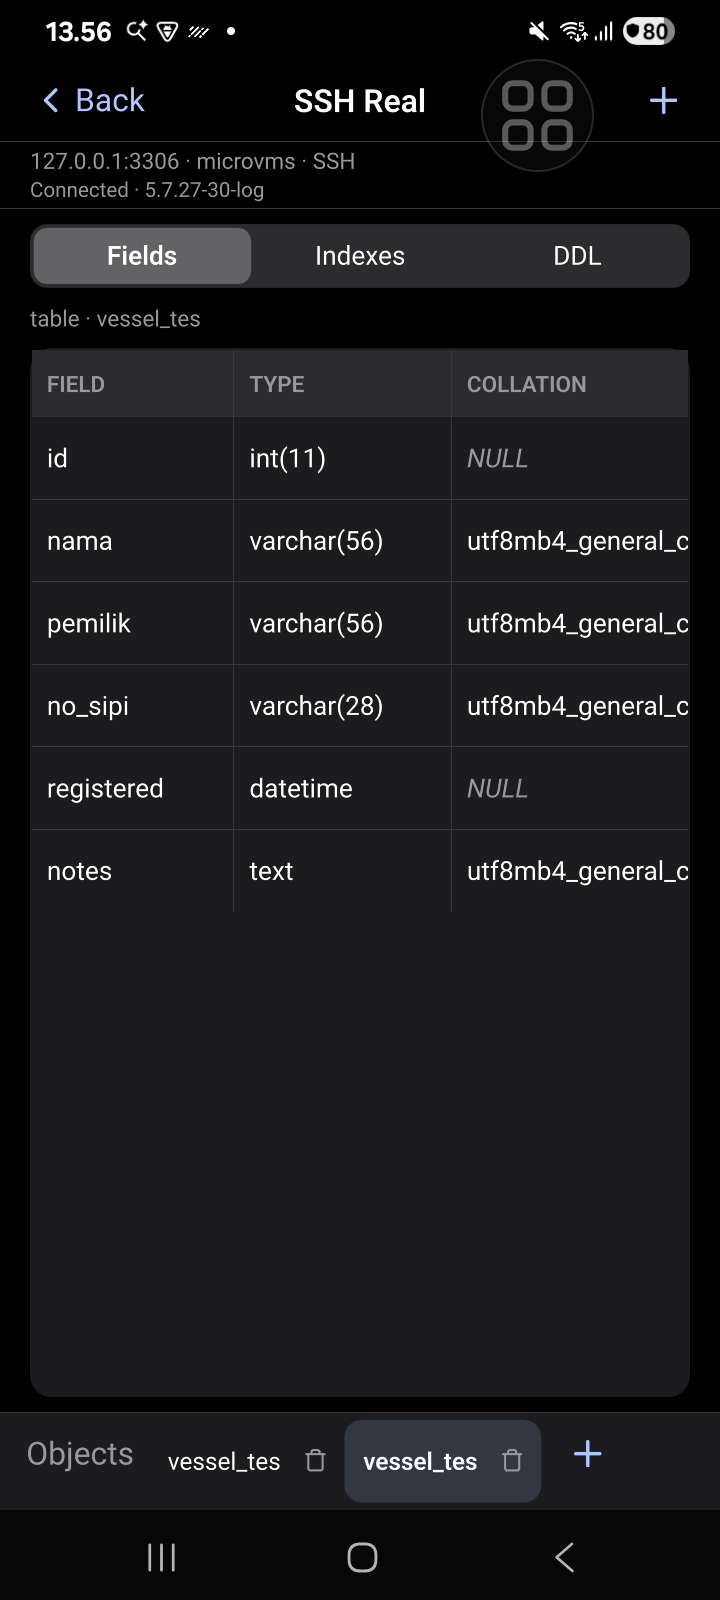 13.56
80
Back
SSH Real
127.0.0.1:3306 · microvms · SSH
Connected · 5.7.27-30-log
Fields Indexes DDL
table · vessel_tes
FIELD TYPE COLLATION
id int(11) NULL
nama varchar(56) utf8mb4_general_c
pemilik varchar(56) utf8mb4_general_c
no_sipi varchar(28) utf8mb4_general_c
registered datetime NULL
notes text utf8mb4_general_c
Objects vessel_tes vessel_tes